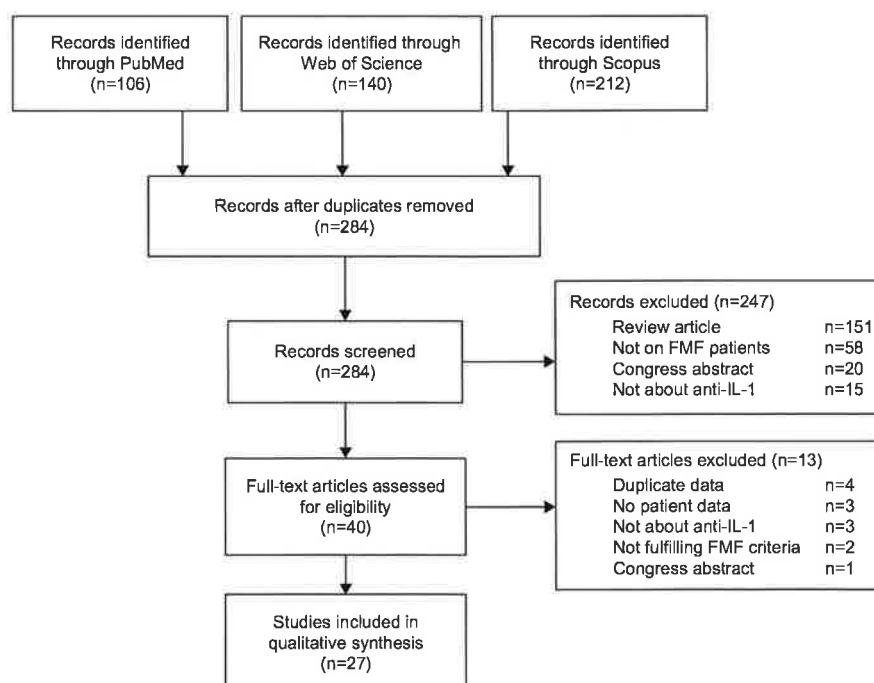 Records identified
through PubMed
(n=106)
Records identified through
Web of Science
(n=140)
Records identified
through Scopus
(n=212)
Records after duplicates removed
(n=284)
Records screened
(n=284)
Records excluded (n=247)
Review article n=151
Not on FMF patients n=58
Congress abstract n=20
Not about anti-IL-1 n=15
Full-text articles assessed
for eligibility
(n=40)
Full-text articles excluded (n=13)
Duplicate data n=4
No patient data n=3
Not about anti-IL-1 n=3
Not fulfilling FMF criteria n=2
Congress abstract n=1
Studies included in
qualitative synthesis
(n=27)